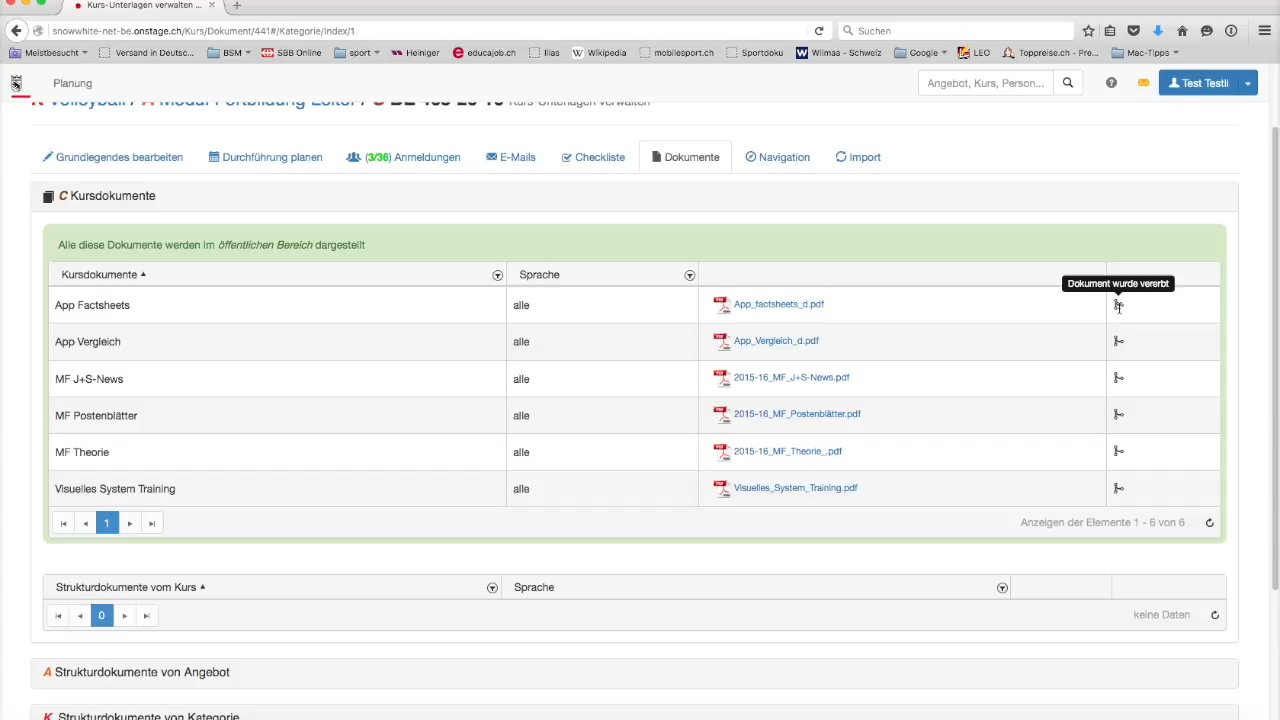 Kurs-Unterlagen verwalten ...
snowwhite-net-be.onstage.ch/Kurs/Dokument/441#/Kategorie/Index/1
Suchen
Meistbesucht Versand in Deutsc... BSM SBB Online sport Heiniger educajob.ch Ilias Wikipedia mobilesport.ch Sportdoku Wilmaa - Schweiz Google LEO Toppreise.ch - Pre... Mac-Tipps
Planung
Angebot, Kurs, Person...
Test Testli
Kurs-Unterlagen verwalten
Grundlegendes bearbeiten
Durchführung planen
(3/36) Anmeldungen
E-Mails
Checkliste
Dokumente
Navigation
Import
C Kursdokumente
Alle diese Dokumente werden im öffentlichen Bereich dargestellt
Kursdokumente Sprache
Dokument wurde vererbt
App Factsheets alle App_factsheets_d.pdf
App Vergleich alle App_Vergleich_d.pdf
MF J+S-News alle 2015-16_MF_J+S-News.pdf
MF Postenblätter alle 2015-16_MF_Postenblätter.pdf
MF Theorie alle 2015-16_MF_Theorie_.pdf
Visuelles System Training alle Visuelles_System_Training.pdf
1 Anzeigen der Elemente 1 - 6 von 6
Strukturdokumente vom Kurs Sprache
0 keine Daten
A Strukturdokumente von Angebot
K Strukturdokumente von Kategorie